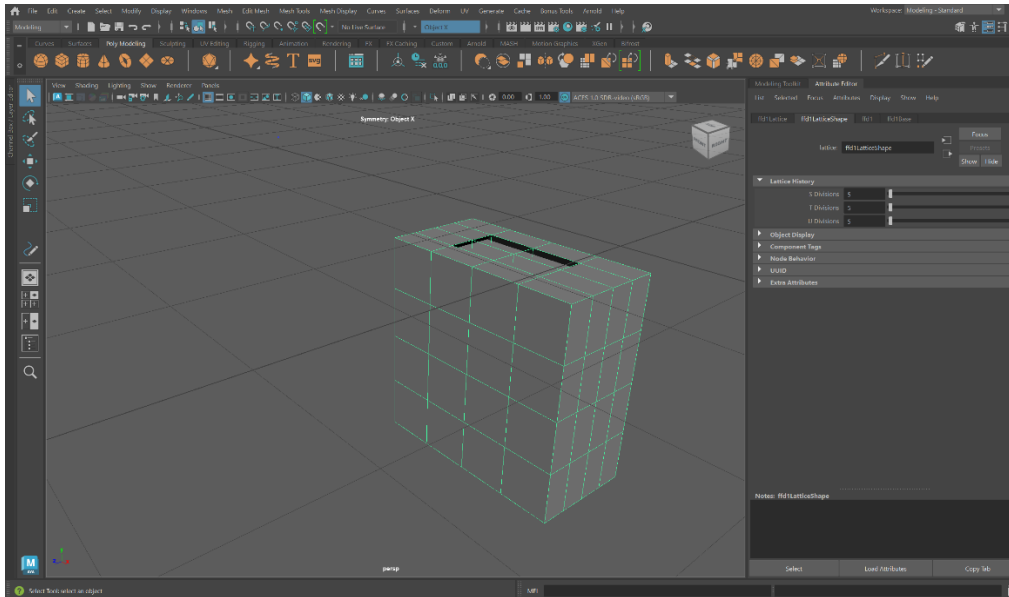 File Edit Create Select Modify Display Windows Mesh Edit Mesh Mesh Tools Mesh Display Curves Surfaces Deform UV Generate Cache Bonus Tools Arnold Help
Workspace: Modeling - Standard
Modeling
No Live Surface
Object X
Curves Surfaces Poly Modeling Sculpting UV Editing Rigging Animation Rendering FX FX Caching Custom Arnold MASH Motion Graphics XGen Bifrost
View Shading Lighting Show Renderer Panels
0.00
1.00
ACES 1.0 SDR-video (sRGB)
Symmetry: Object X
persp
Modeling Toolkit Attribute Editor
List Selected Focus Attributes Display Show Help
ffd1Lattice ffd1LatticeShape ffd1 ffd1Base
lattice: ffd1LatticeShape
Focus
Presets
Show Hide
Lattice History
S Divisions 5
T Divisions 5
U Divisions 5
Object Display
Component Tags
Node Behavior
UUID
Extra Attributes
Notes: ffd1LatticeShape
Select Load Attributes Copy Tab
Channel Box / Layer Editor
Select Tool: select an object
MEL